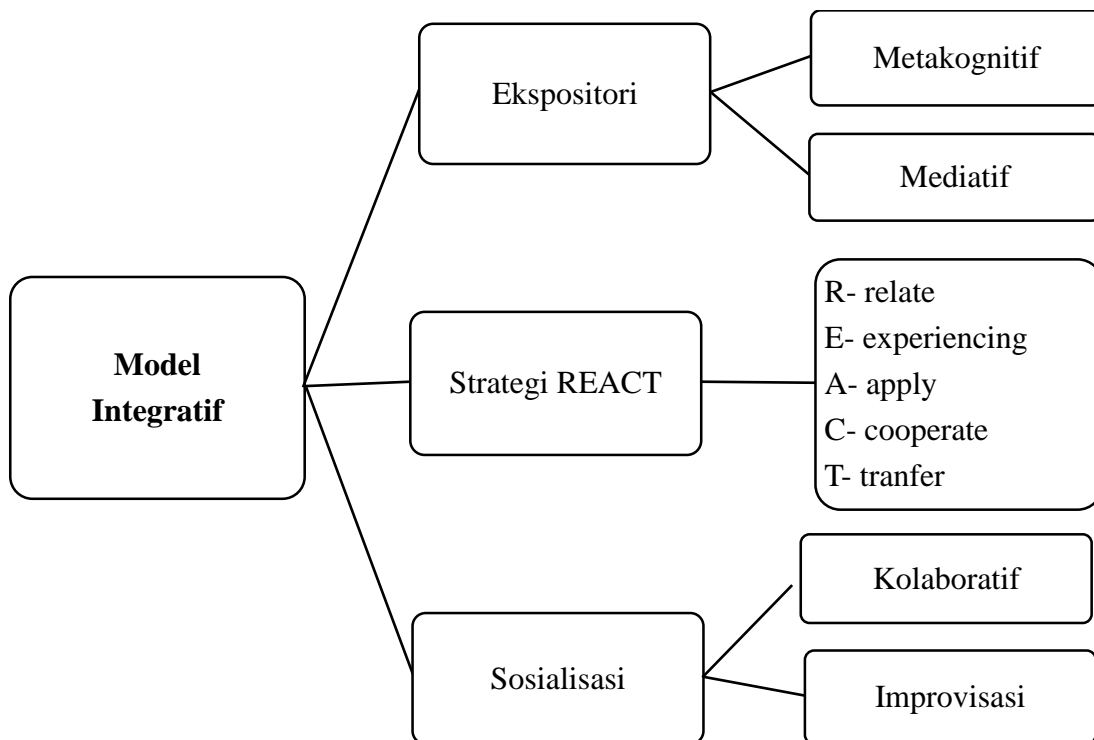 Ekspositori
Metakognitif
Mediatif
Model
Integratif
Strategi REACT
R- relate
E- experiencing
A- apply
C- cooperate
T- tranfer
Sosialisasi
Kolaboratif
Improvisasi